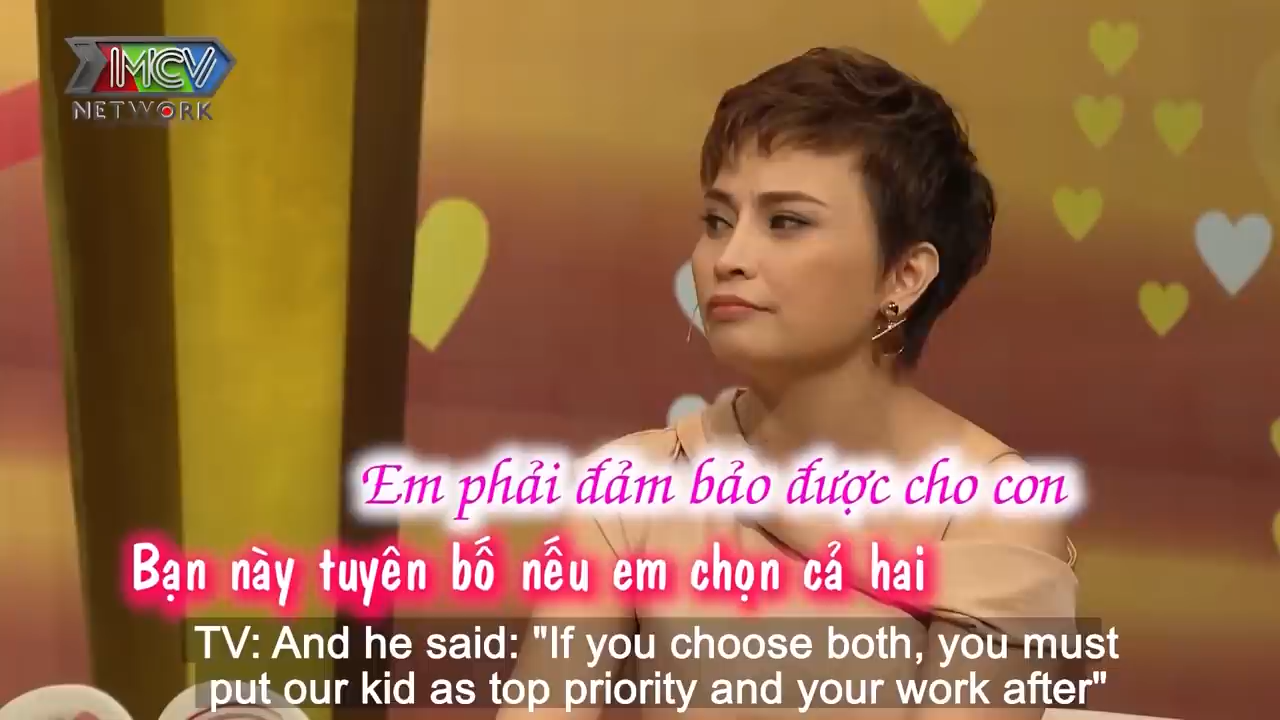 MCV
NETWORK
Em phải đảm bảo được cho con
Bạn này tuyên bố nếu em chọn cả hai
TV: And he said: "If you choose both, you must
put our kid as top priority and your work after"